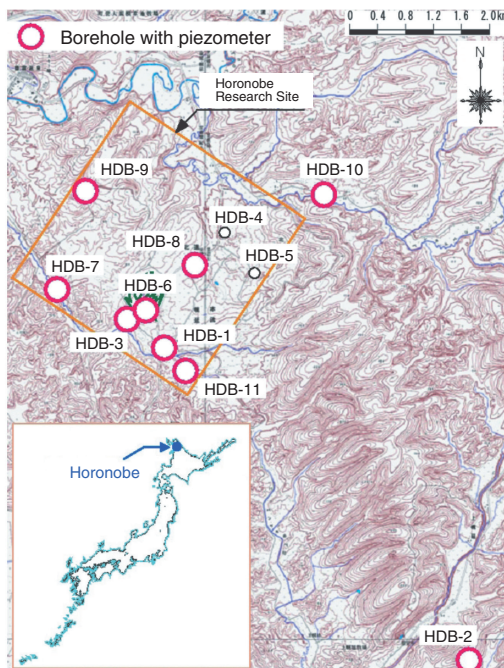 Borehole with piezometer
0.4 0.8 1.2 1.6 2.0km
N
Horonobe
Research Site
HDB-9
HDB-10
HDB-4
HDB-8
HDB-5
HDB-7
HDB-6
HDB-3
HDB-1
HDB-11
Horonobe
HDB-2